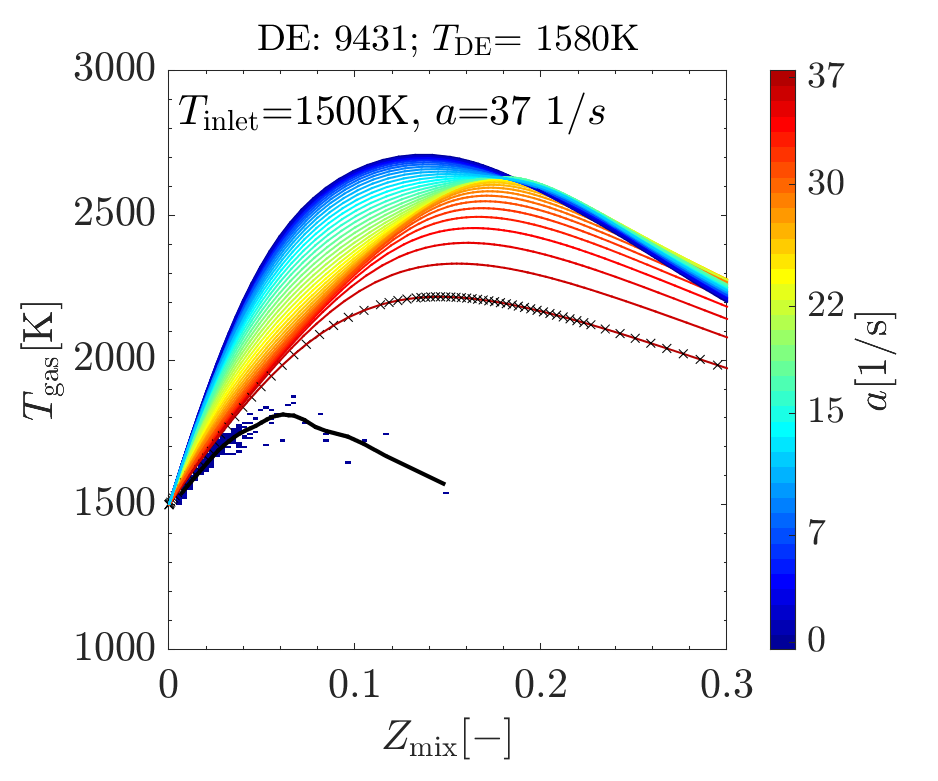 DE: 9431; T_DE= 1580K
T_inlet=1500K, a=37 1/s
3000
2500
2000
1500
1000
T_gas[K]
0 0.1 0.2 0.3
Z_mix[−]
37
30
22
15
7
0
a[1/s]